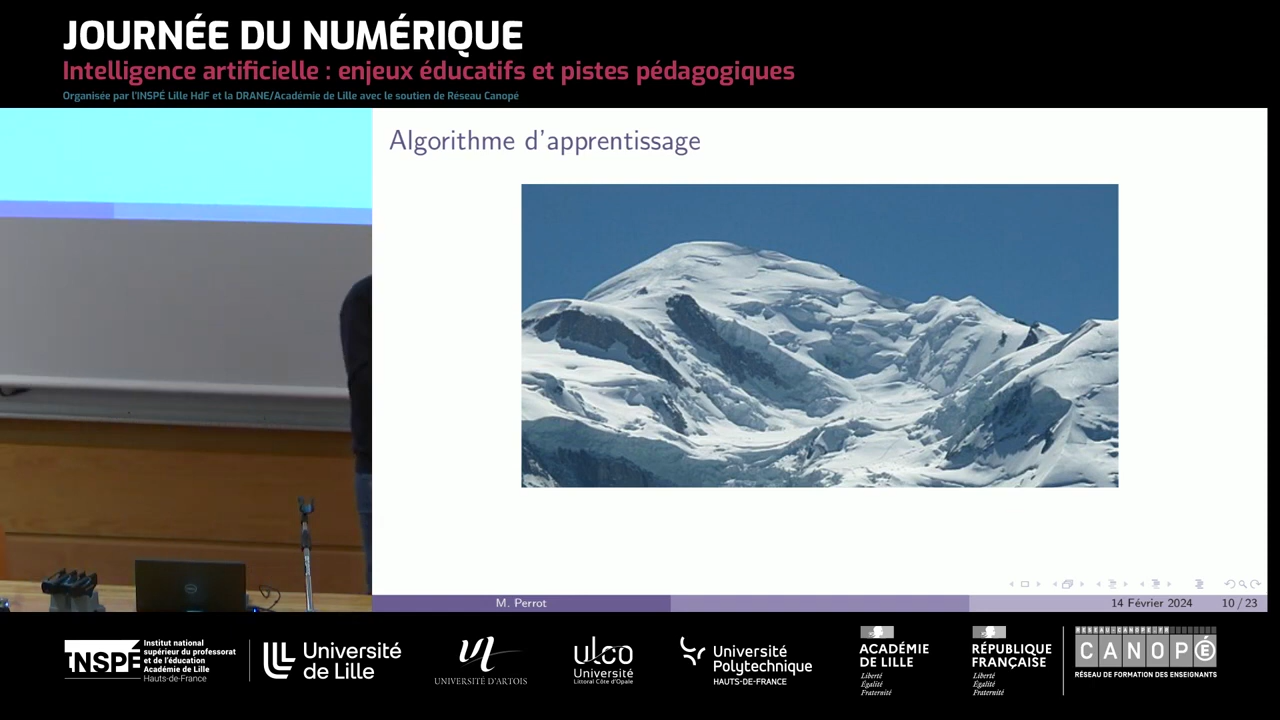 JOURNÉE DU NUMÉRIQUE
Intelligence artificielle : enjeux éducatifs et pistes pédagogiques
Organisée par l'INSPÉ Lille HdF et la DRANE/Académie de Lille avec le soutien de Réseau Canopé
Algorithme d'apprentissage
M. Perrot
14 Février 2024
10 / 23
INSPÉ
Institut national
supérieur du professorat
et de l'éducation
Académie de Lille
Hauts-de-France
Université
de Lille
UNIVERSITÉ D'ARTOIS
ulco
Université
Littoral Côte d'Opale
Université
Polytechnique
HAUTS-DE-FRANCE
ACADÉMIE
DE LILLE
Liberté
Égalité
Fraternité
RÉPUBLIQUE
FRANÇAISE
Liberté
Égalité
Fraternité
RESEAU-CANOPE.FR
CANOPÉ
RÉSEAU DE FORMATION DES ENSEIGNANTS